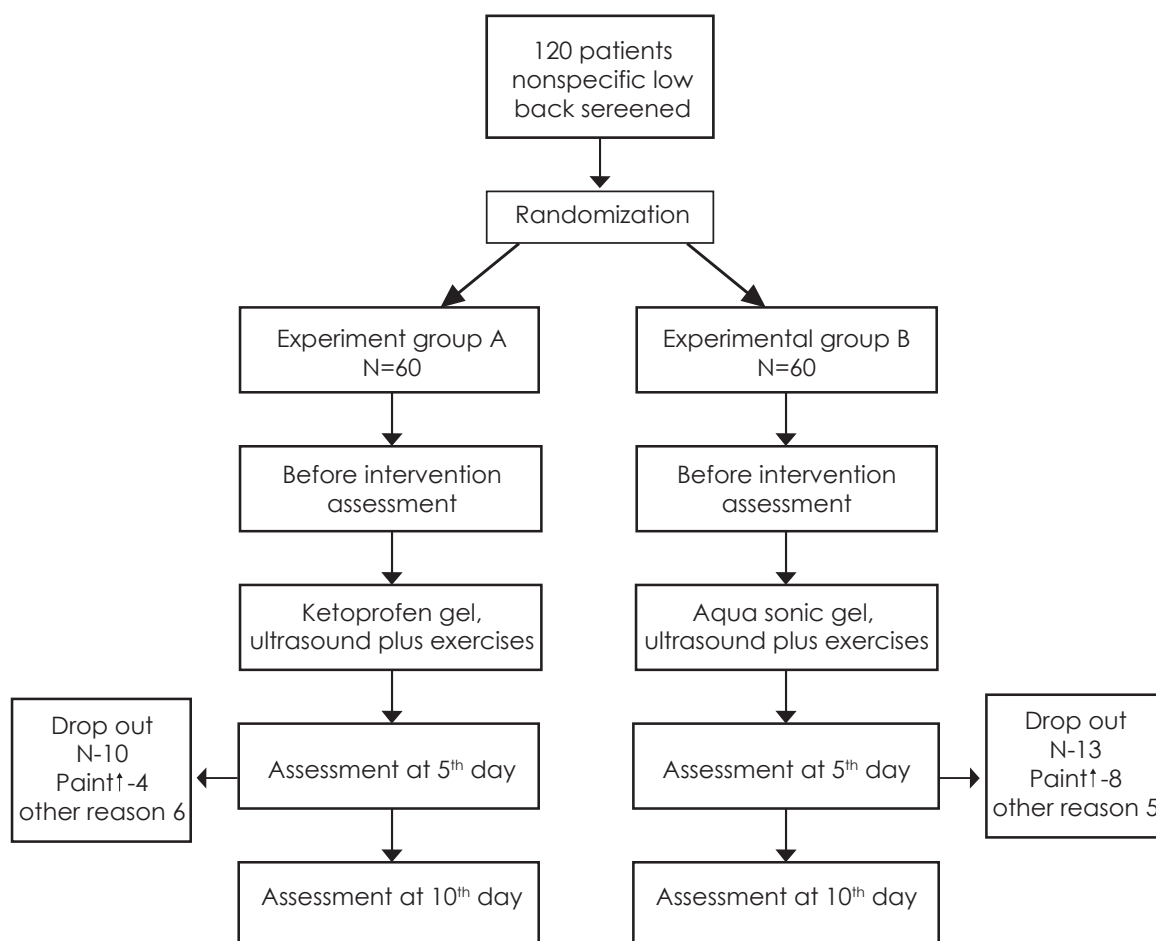 120 patients
nonspecific low
back sereened
Randomization
Experiment group A
N=60
Experimental group B
N=60
Before intervention
assessment
Before intervention
assessment
Ketoprofen gel,
ultrasound plus exercises
Aqua sonic gel,
ultrasound plus exercises
Drop out
N-10
Paint↑-4
other reason 6
Assessment at 5th day
Assessment at 5th day
Drop out
N-13
Paint↑-8
other reason 5
Assessment at 10th day
Assessment at 10th day